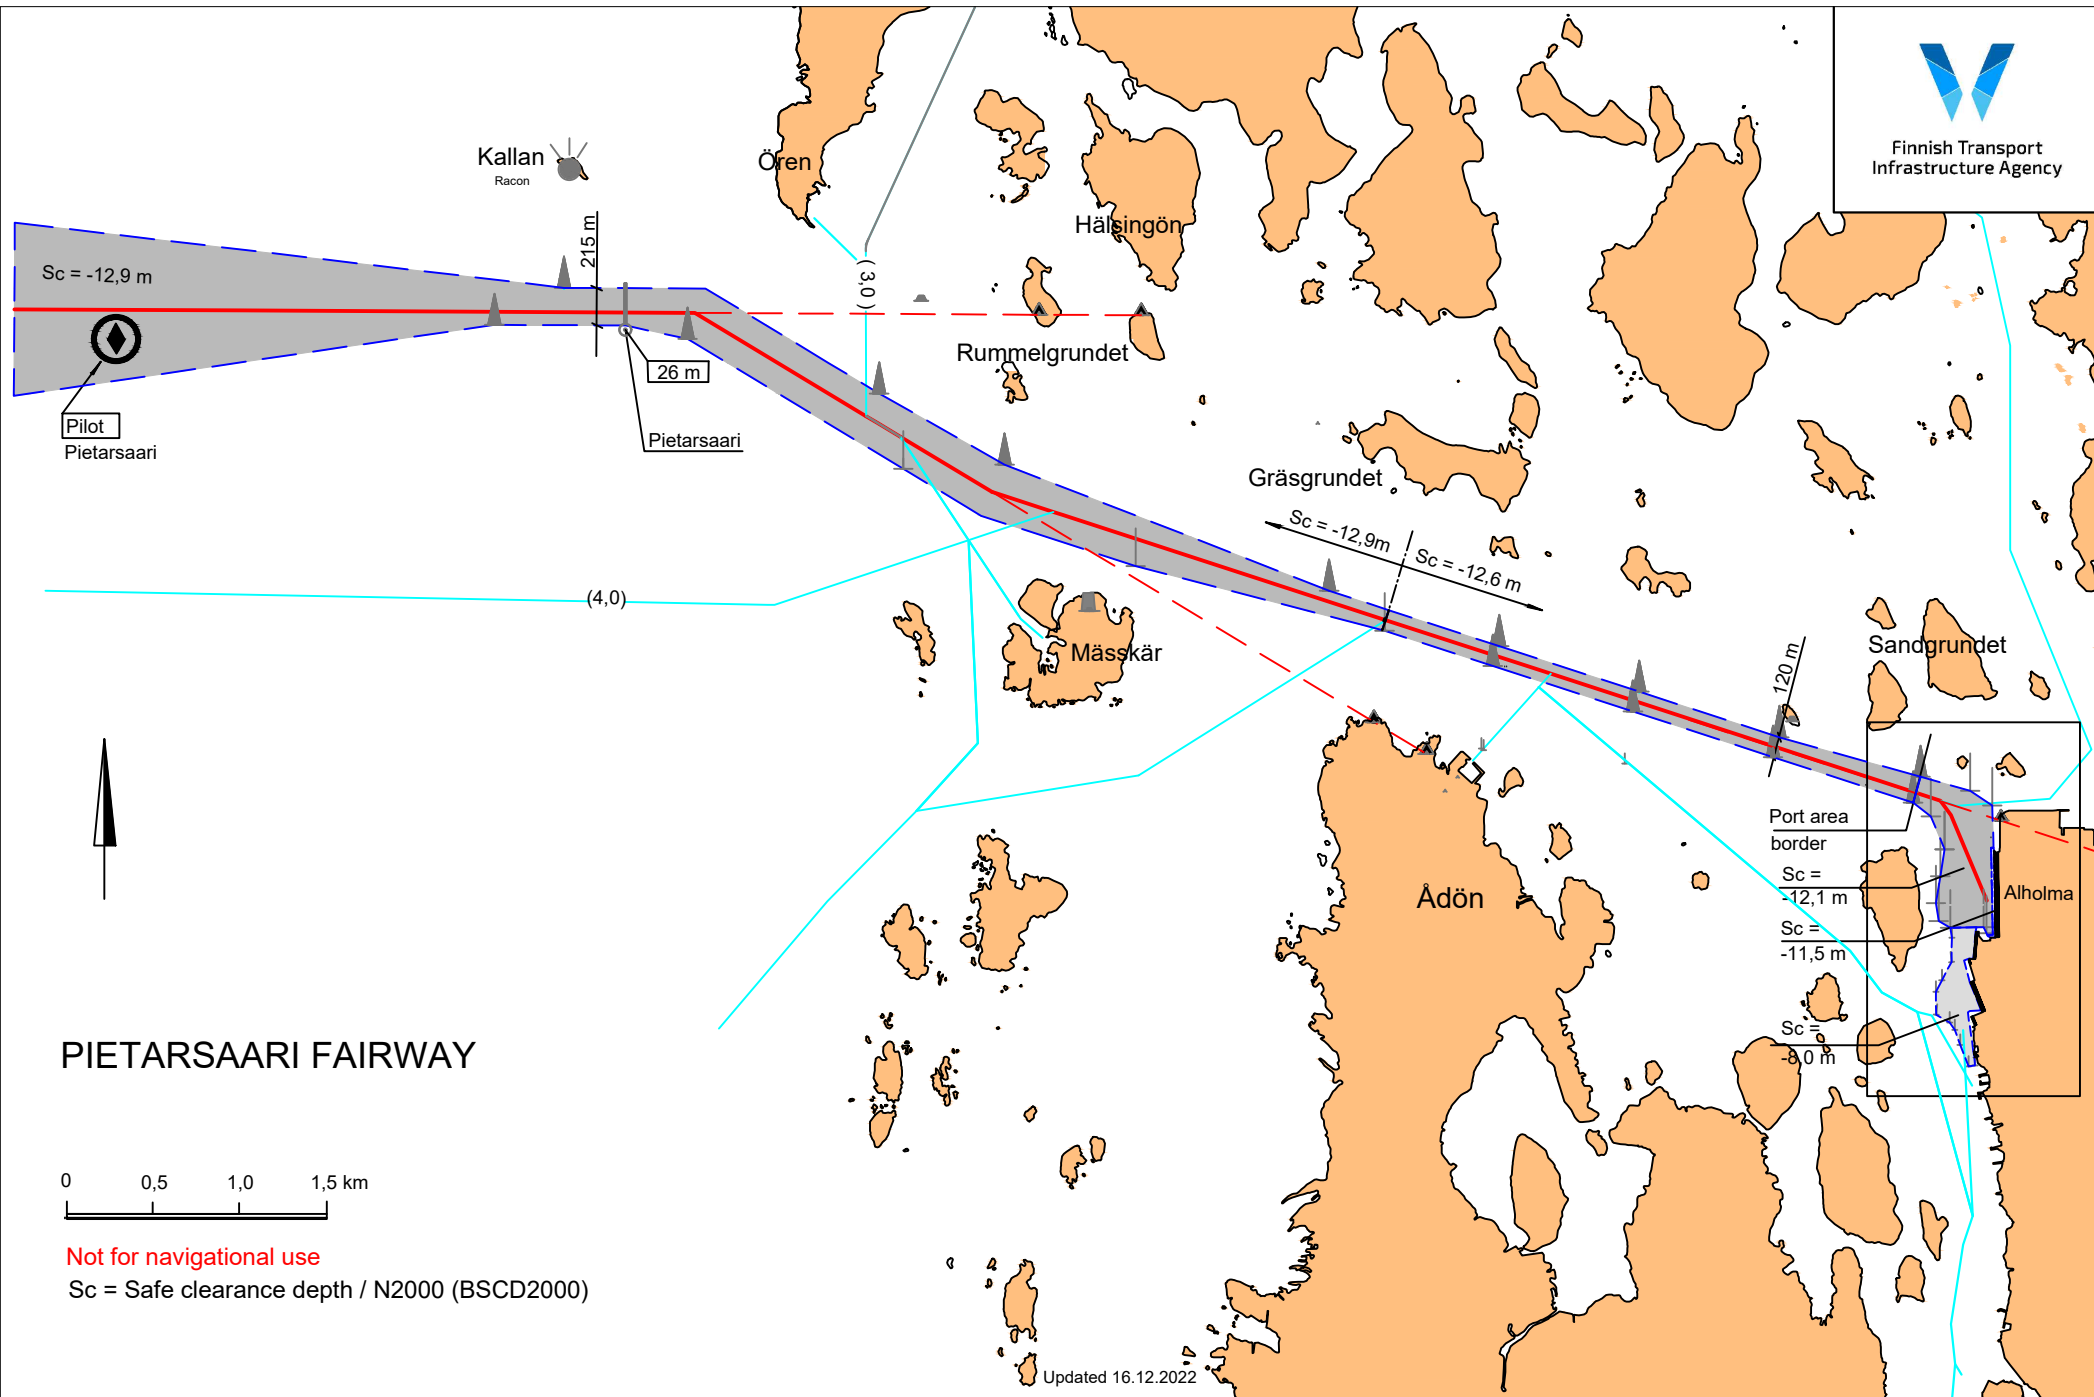 Finnish Transport
Infrastructure Agency
Kallan
Racon
Ören
Hälsingön
215 m
Sc = -12,9 m
( 3,0 )
Rummelgrundet
26 m
Pilot
Pietarsaari
Pietarsaari
Gräsgrundet
Sc = -12,9m
Sc = -12,6 m
(4,0)
Mässkär
120 m
Sandgrundet
Port area
border
Sc =
-12,1 m
Alholma
Ådön
Sc =
-11,5 m
Sc =
-8,0 m
PIETARSAARI FAIRWAY
0 0,5 1,0 1,5 km
Not for navigational use
Sc = Safe clearance depth / N2000 (BSCD2000)
Updated 16.12.2022